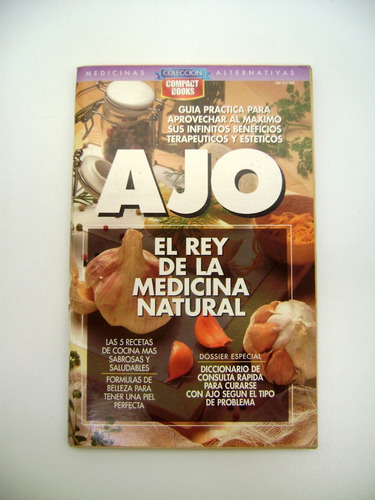 MEDICINAS COLECCION ALTERNATIVAS
COMPACT
BOOKS
GUIA PRACTICA PARA
APROVECHAR AL MAXIMO
SUS INFINITOS BENEFICIOS
TERAPEUTICOS Y ESTETICOS
AJO
EL REY
DE LA
MEDICINA
NATURAL
LAS 5 RECETAS
DE COCINA MAS
SABROSAS Y
SALUDABLES
FORMULAS DE
BELLEZA PARA
TENER UNA PIEL
PERFECTA
DOSSIER ESPECIAL
DICCIONARIO DE
CONSULTA RAPIDA
PARA CURARSE
CON AJO SEGUN EL TIPO
DE PROBLEMA